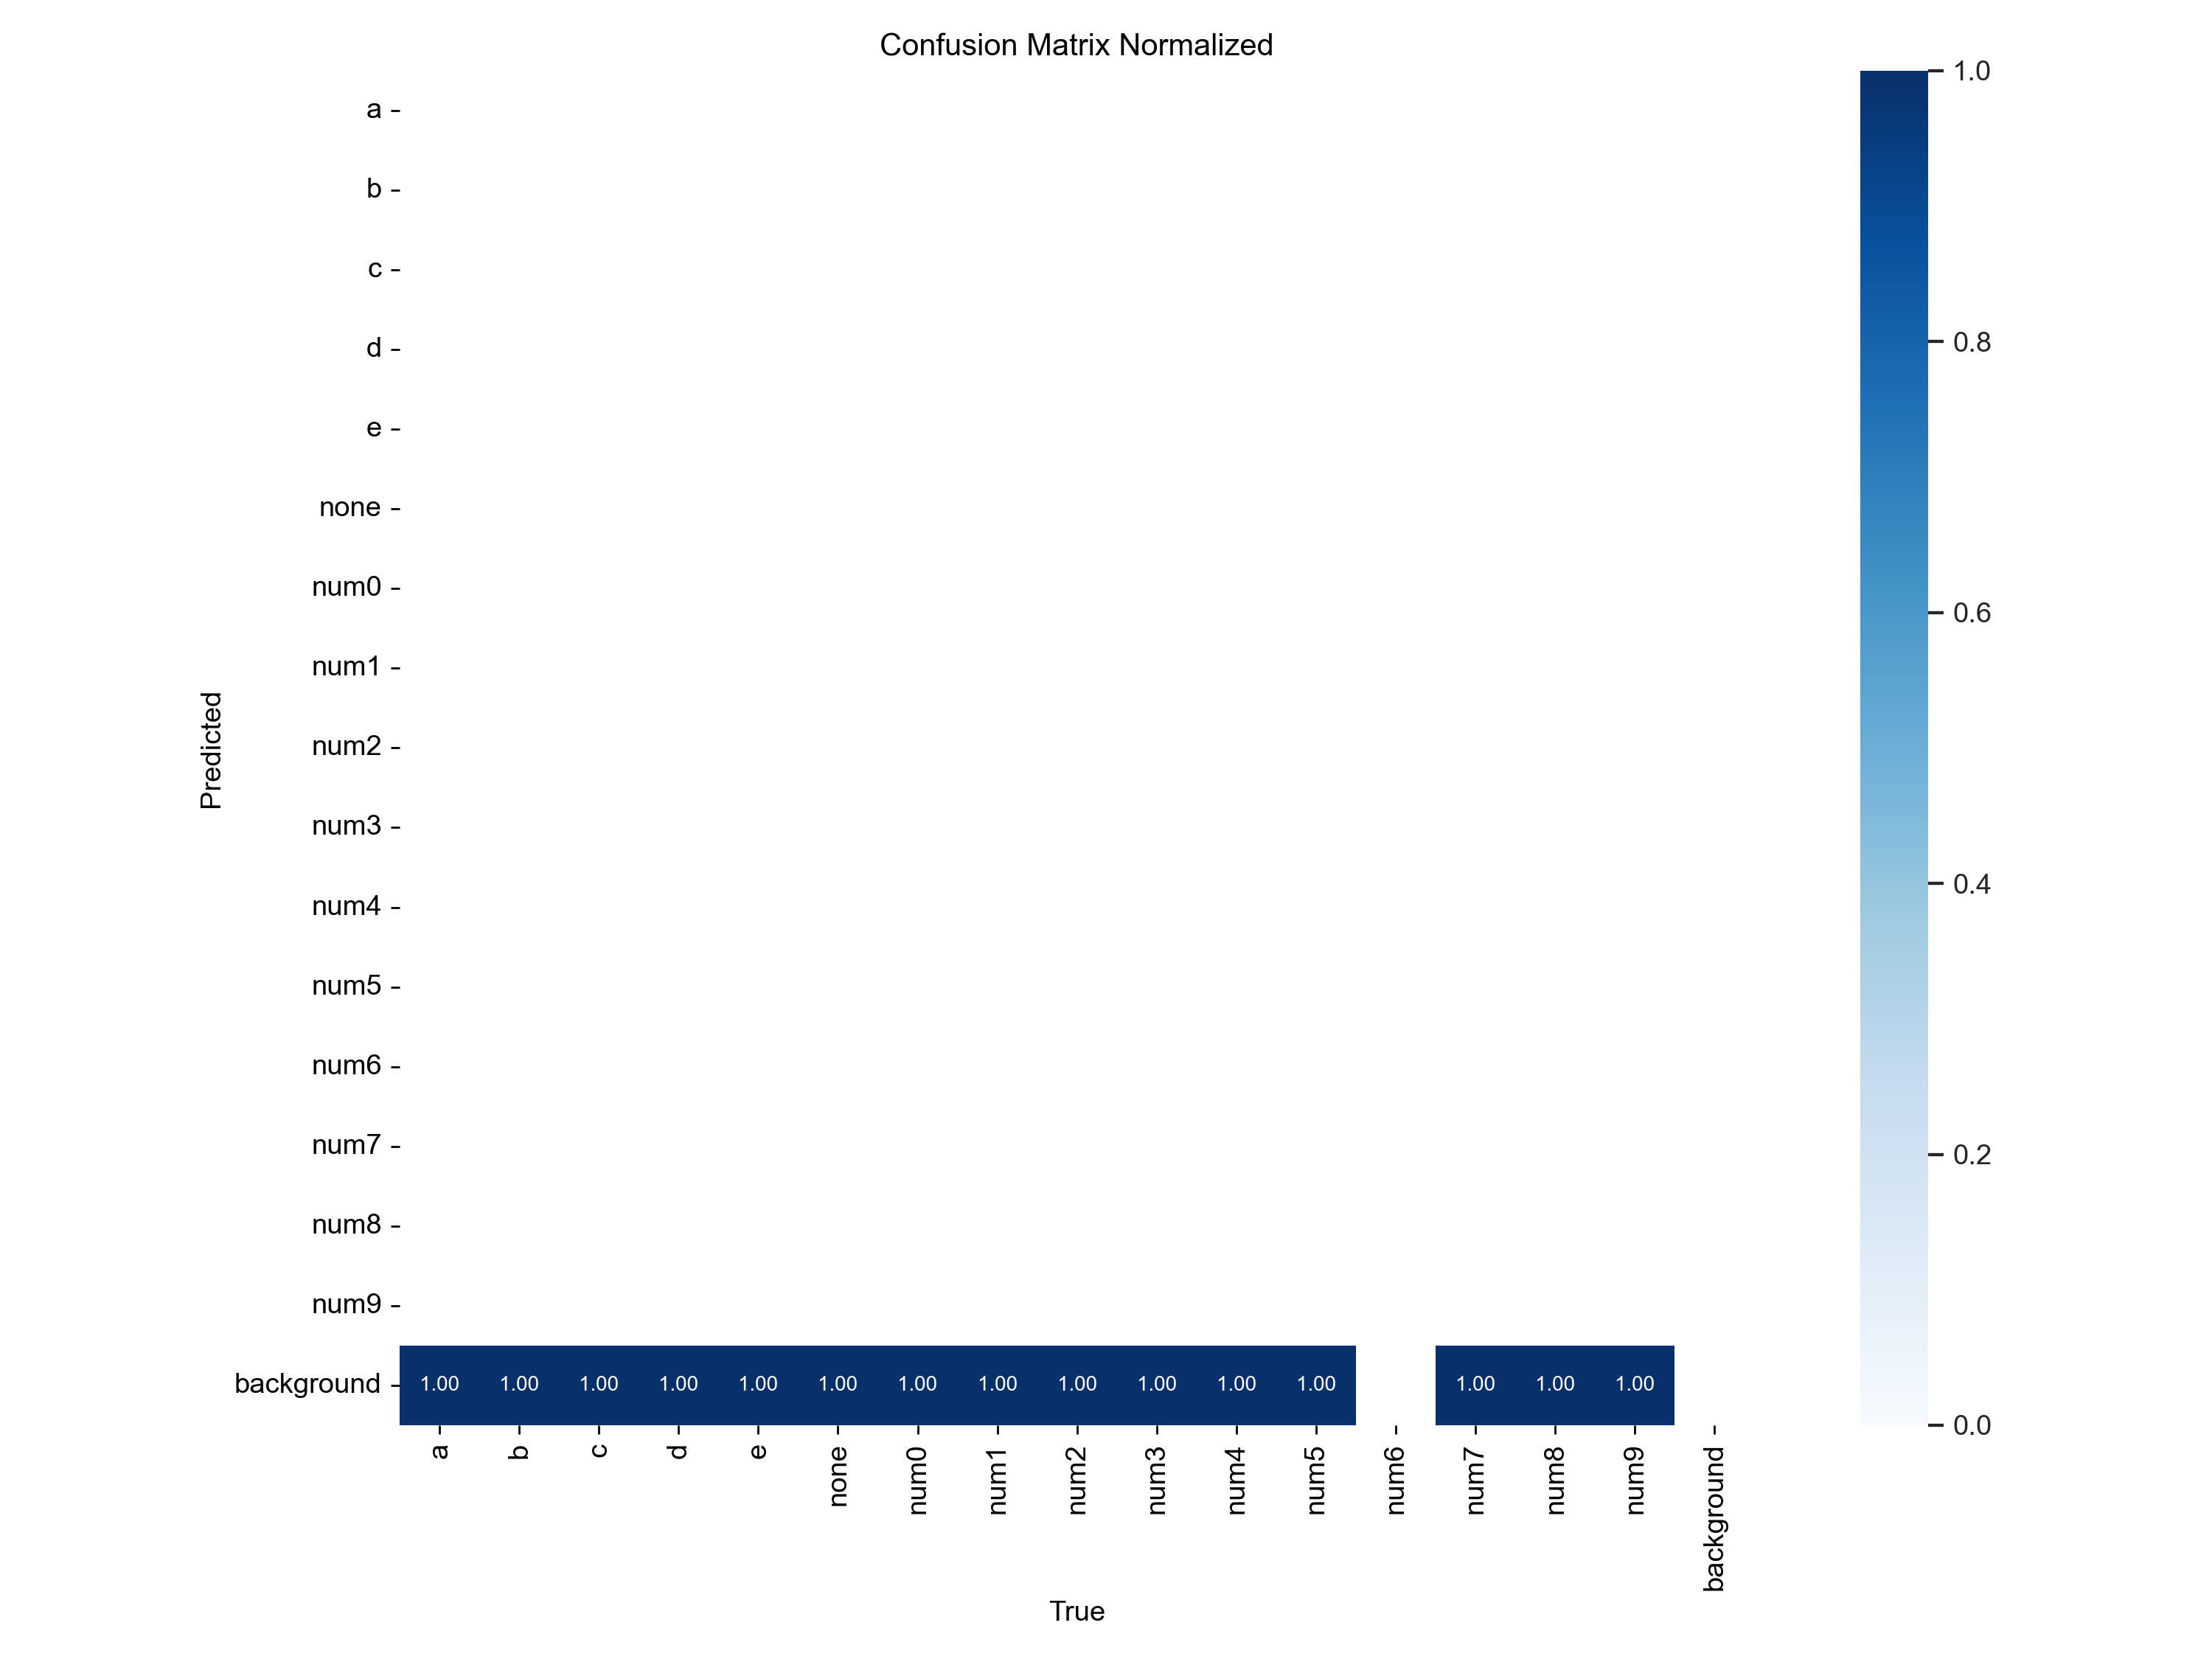 Confusion Matrix Normalized
Predicted
a
b
c
d
e
none
num0
num1
num2
num3
num4
num5
num6
num7
num8
num9
background
1.00 1.00 1.00 1.00 1.00 1.00 1.00 1.00 1.00 1.00 1.00 1.00 1.00 1.00 1.00
a b c d e none num0 num1 num2 num3 num4 num5 num6 num7 num8 num9 background
True
1.0
0.8
0.6
0.4
0.2
0.0